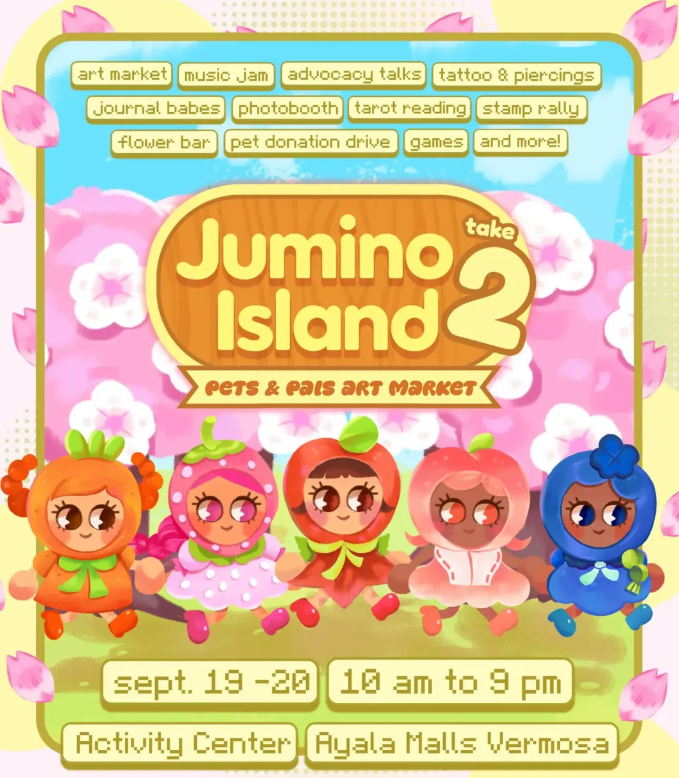 art market music jam advocacy talks tattoo & piercings
journal babes photobooth tarot reading stamp rally
flower bar pet donation drive games and more!
Jumino take
Island 2
PETS & PALS ART MARKET
sept. 19 -20 10 am to 9 pm
Activity Center Ayala Malls Vermosa